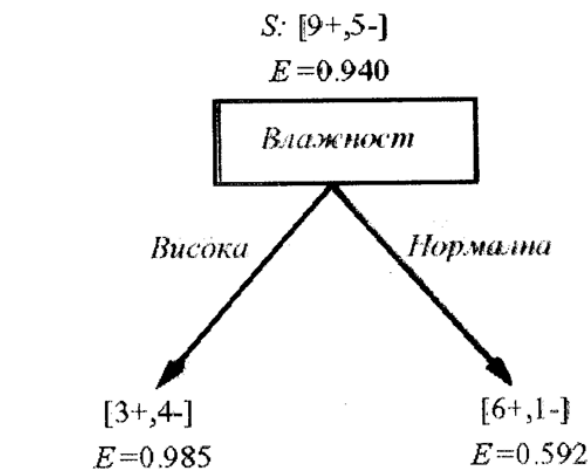 S: [9+,5-]
E=0.940
Влажност
Висока
Нормална
[3+,4-]
[6+,1-]
E=0.985
E=0.592